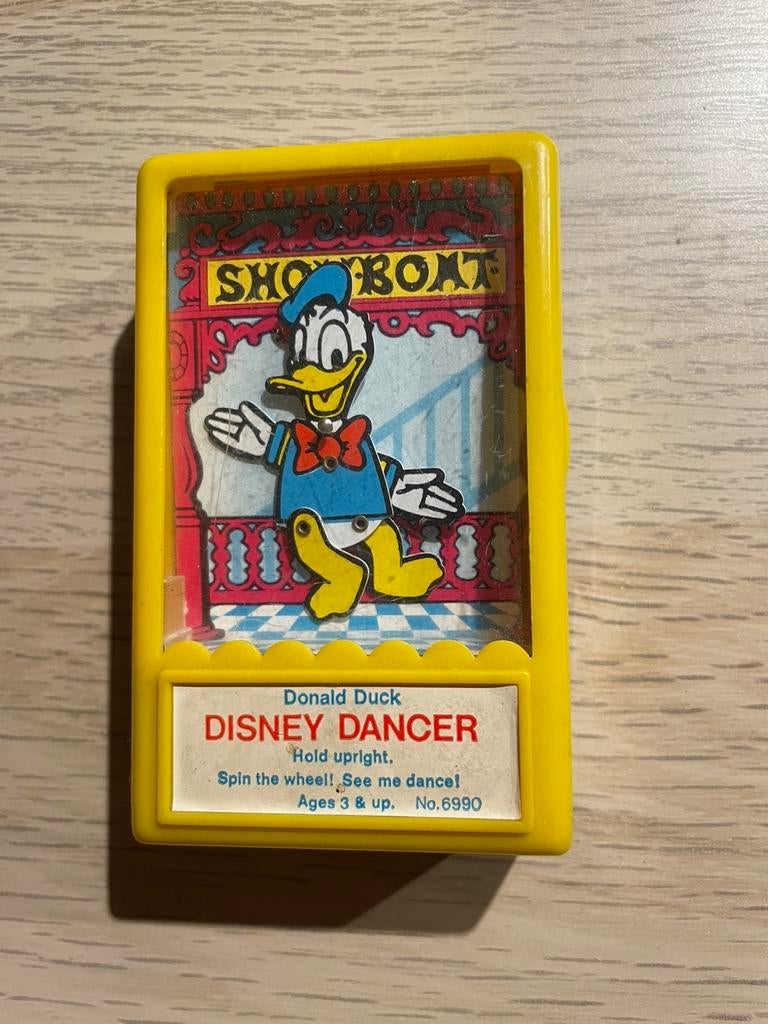 SHOWBOAT
Donald Duck
DISNEY DANCER
Hold upright.
Spin the wheel! See me dance!
Ages 3 & up. No.6990